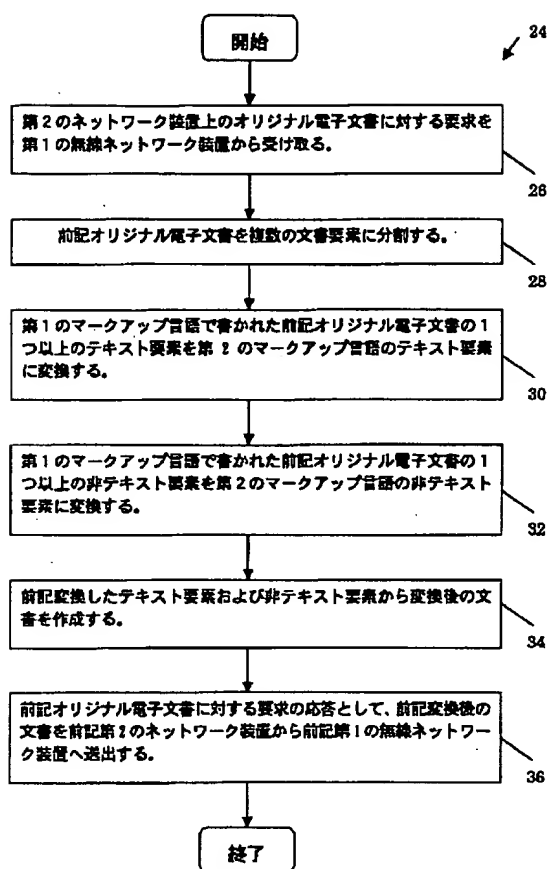 開始
24
第2のネットワーク装置上のオリジナル電子文書に対する要求を
第1の無線ネットワーク装置から受け取る。
26
前記オリジナル電子文書を複数の文書要素に分割する。
28
第1のマークアップ言語で書かれた前記オリジナル電子文書の1
つ以上のテキスト要素を第2のマークアップ言語のテキスト要素
に変換する。
30
第1のマークアップ言語で書かれた前記オリジナル電子文書の1
つ以上の非テキスト要素を第2のマークアップ言語の非テキスト
要素に変換する。
32
前記変換したテキスト要素および非テキスト要素から変換後の文
書を作成する。
34
前記オリジナル電子文書に対する要求の応答として、前記変換後の
文書を前記第2のネットワーク装置から前記第1の無線ネットワー
ク装置へ送出する。
36
終了